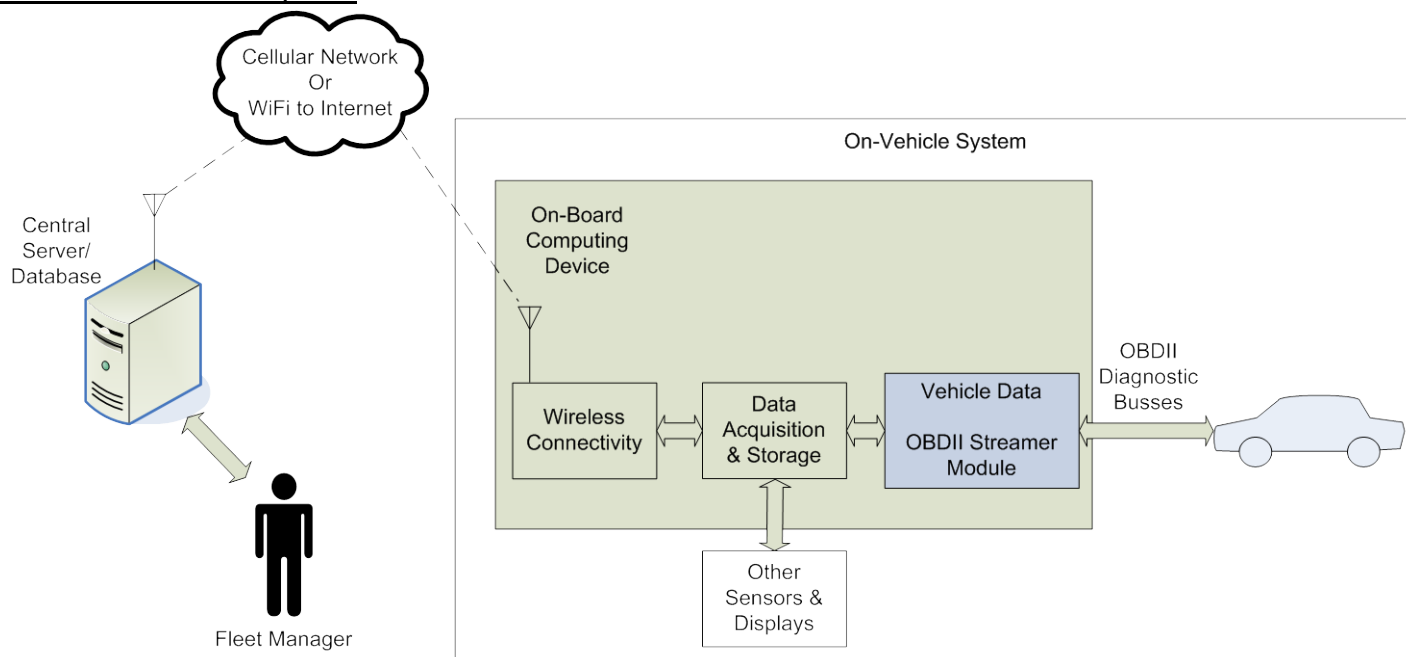 Cellular Network
Or
WiFi to Internet
On-Vehicle System
Central
Server/
Database
On-Board
Computing
Device
Wireless
Connectivity
Data
Acquisition
& Storage
Vehicle Data
OBDII Streamer
Module
OBDII
Diagnostic
Busses
Other
Sensors &
Displays
Fleet Manager